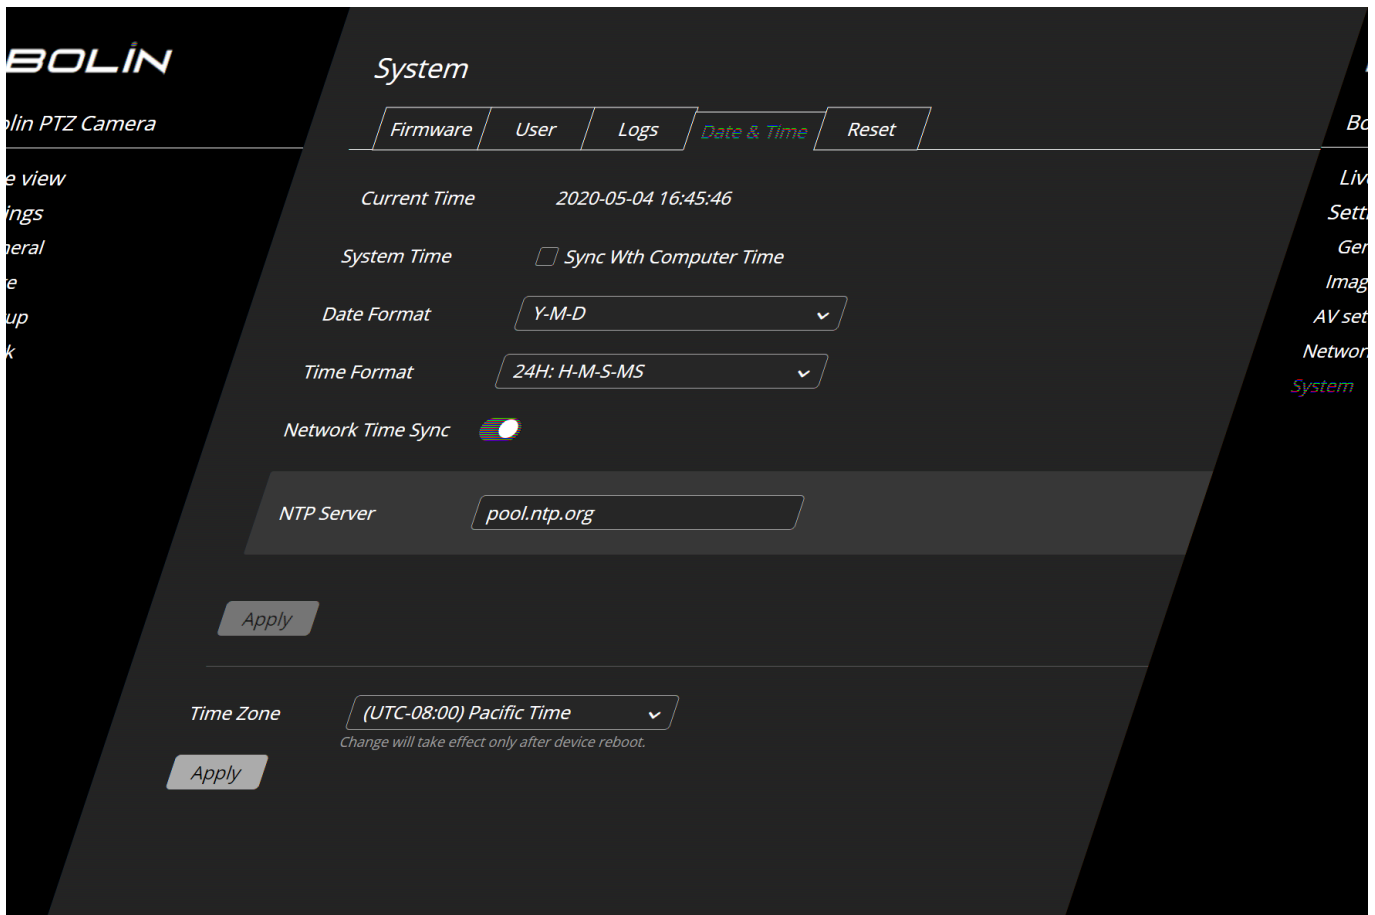 BOLIN
System
lin PTZ Camera
Firmware
User
Logs
Date & Time
Reset
e view
ings
eral
e
up
k
Current Time
2020-05-04 16:45:46
System Time
Sync Wth Computer Time
Date Format
Y-M-D
Time Format
24H: H-M-S-MS
Network Time Sync
NTP Server
pool.ntp.org
Apply
Time Zone
(UTC-08:00) Pacific Time
Change will take effect only after device reboot.
Apply
Bo
Liv
Sett
Ge
Imag
AV set
Networ
System